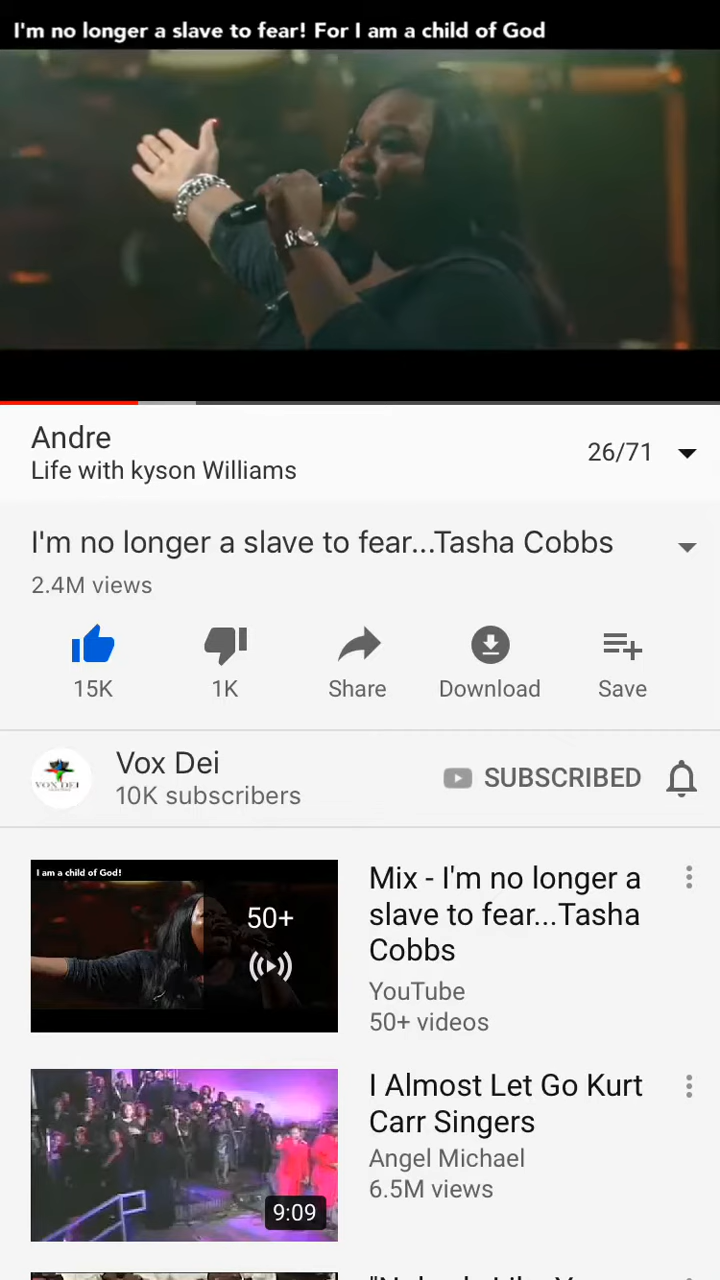 I'm no longer a slave to fear! For I am a child of God
Andre
Life with kyson Williams
26/71
I'm no longer a slave to fear...Tasha Cobbs
2.4M views
15K
1K
Share
Download
Save
VOX DEI
Vox Dei
10K subscribers
SUBSCRIBED
I am a child of God!
50+
Mix - I'm no longer a
slave to fear...Tasha
Cobbs
YouTube
50+ videos
9:09
I Almost Let Go Kurt
Carr Singers
Angel Michael
6.5M views